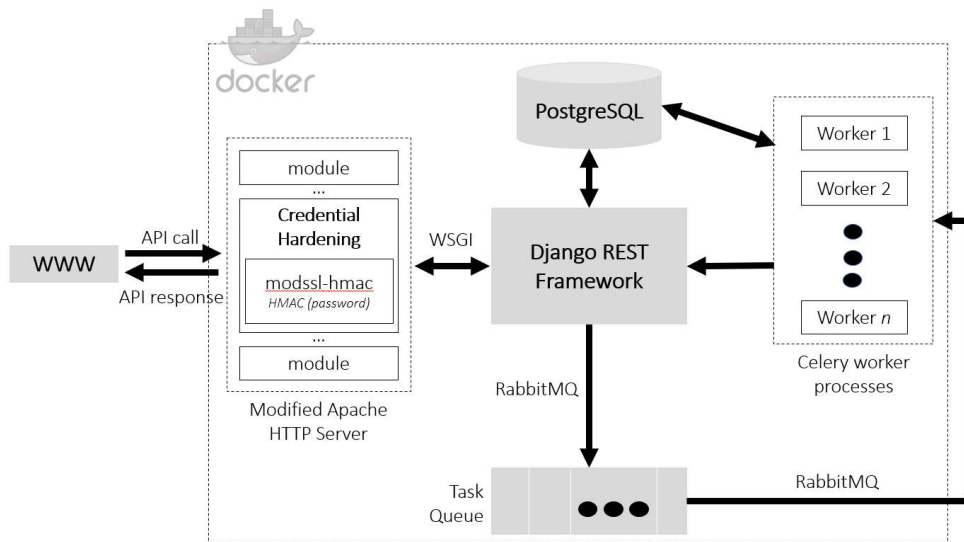 docker
PostgreSQL
Worker 1
Worker 2
Worker n
Celery worker
processes
module
...
Credential
Hardening
modssl-hmac
HMAC (password)
...
module
Modified Apache
HTTP Server
WWW
API call
API response
WSGI
Django REST
Framework
RabbitMQ
Task
Queue
RabbitMQ